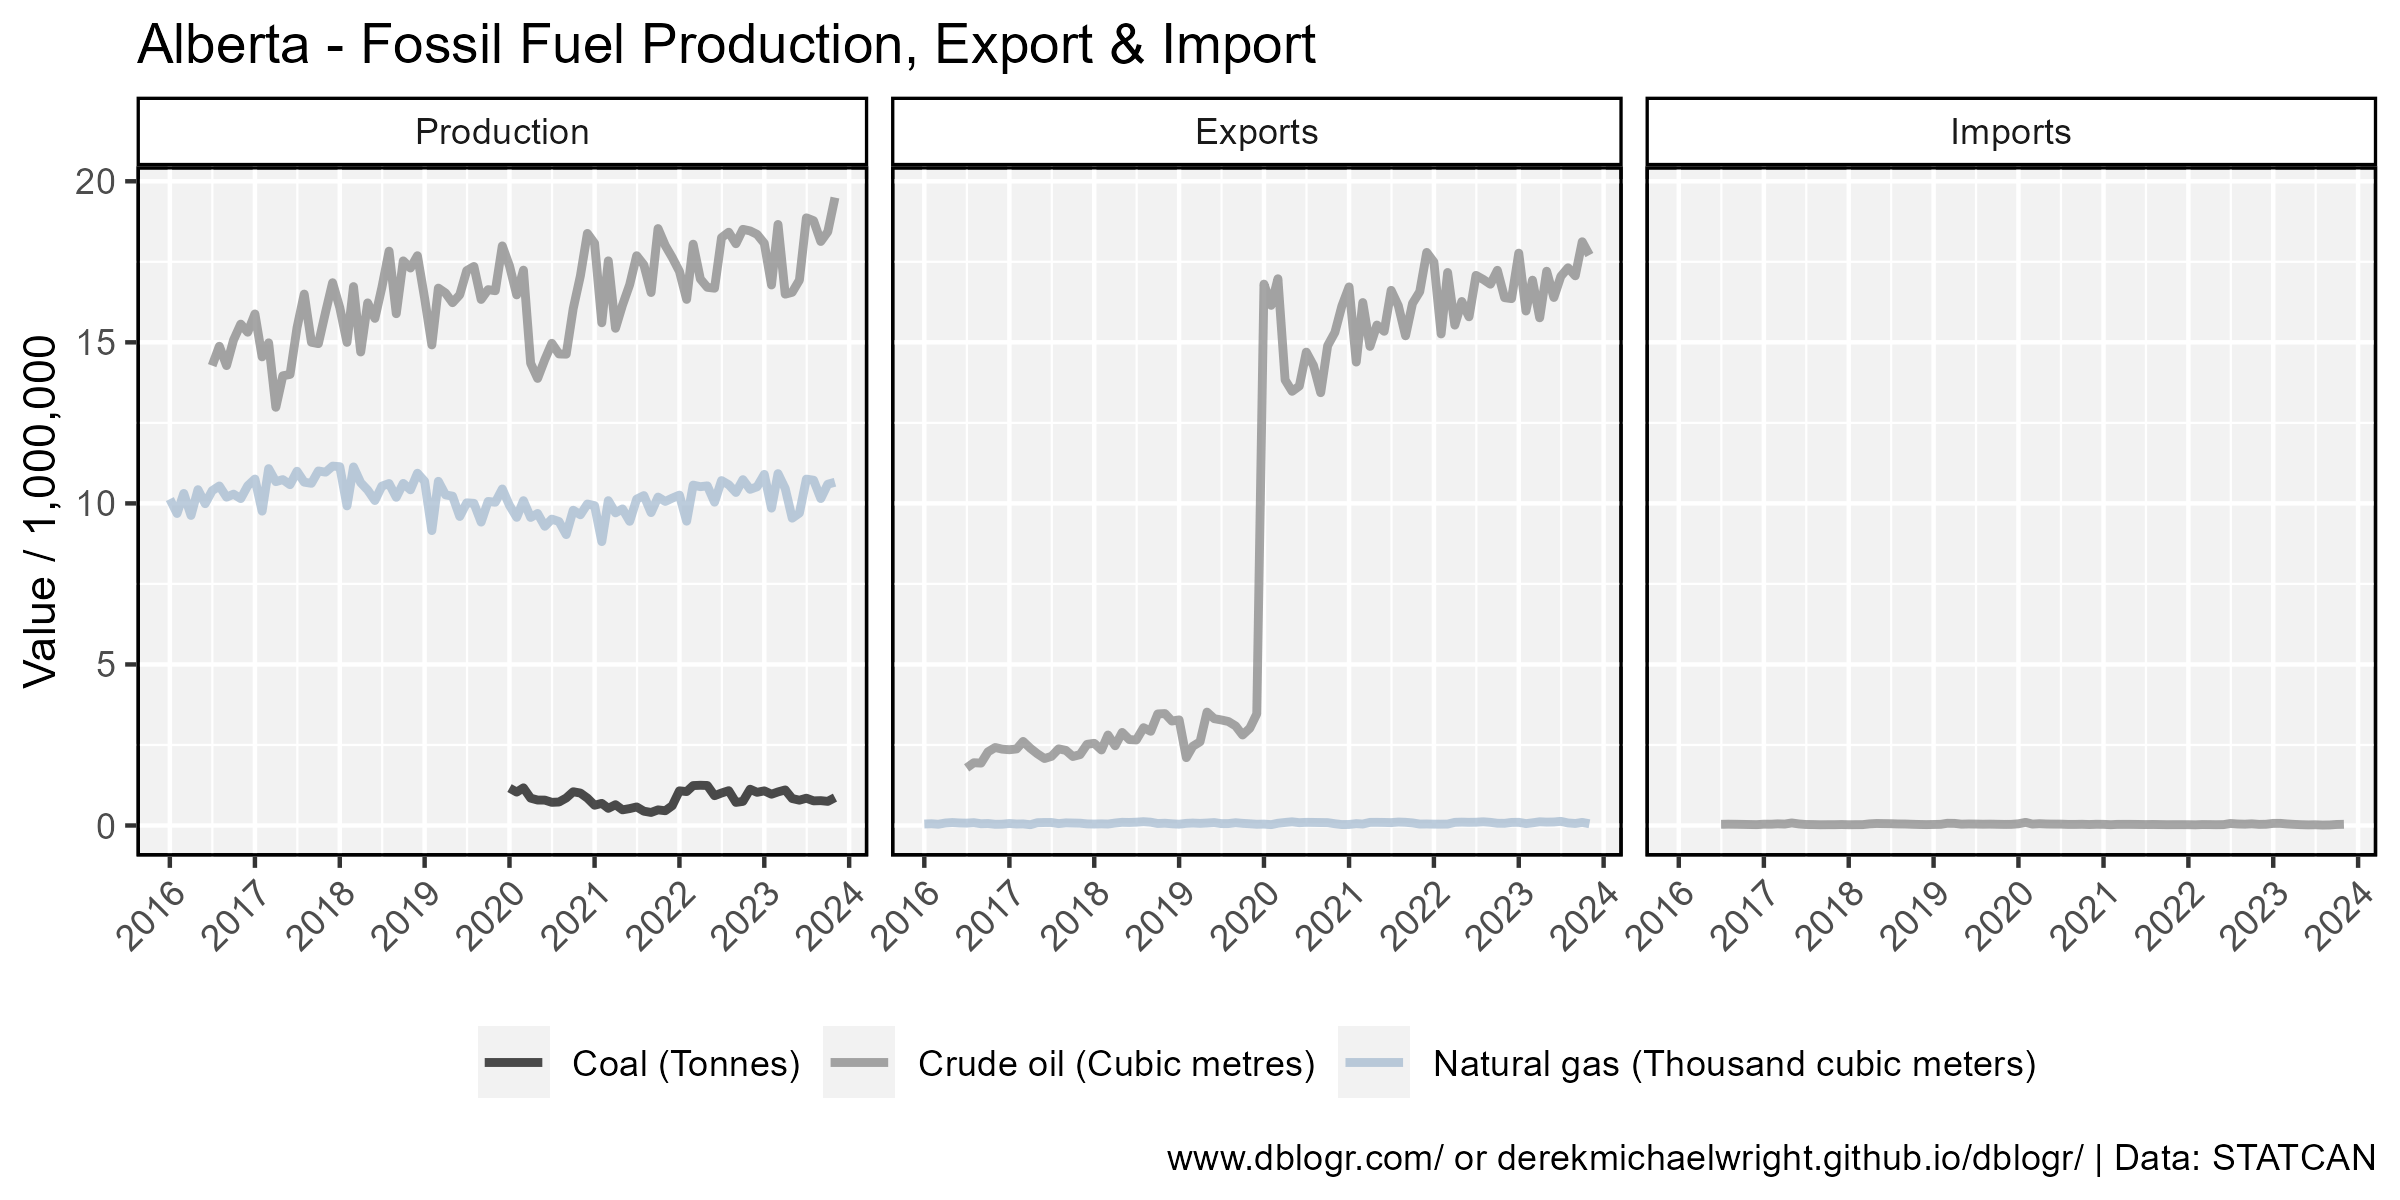 Alberta - Fossil Fuel Production, Export & Import
Production
Exports
Imports
Value / 1,000,000
20
15
10
5
0
2016 2017 2018 2019 2020 2021 2022 2023 2024
2016 2017 2018 2019 2020 2021 2022 2023 2024
2016 2017 2018 2019 2020 2021 2022 2023 2024
Coal (Tonnes) Crude oil (Cubic metres) Natural gas (Thousand cubic meters)
www.dblogr.com/ or derekmichaelwright.github.io/dblogr/ | Data: STATCAN